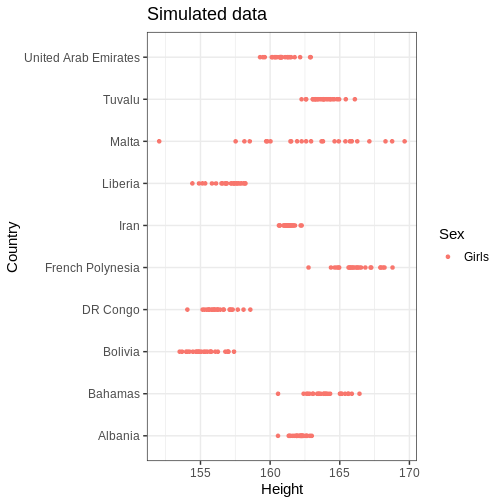 Simulated data
United Arab Emirates
Tuvalu
Malta
Liberia
Iran
French Polynesia
DR Congo
Bolivia
Bahamas
Albania
Country
155 160 165 170
Height
Sex
Girls